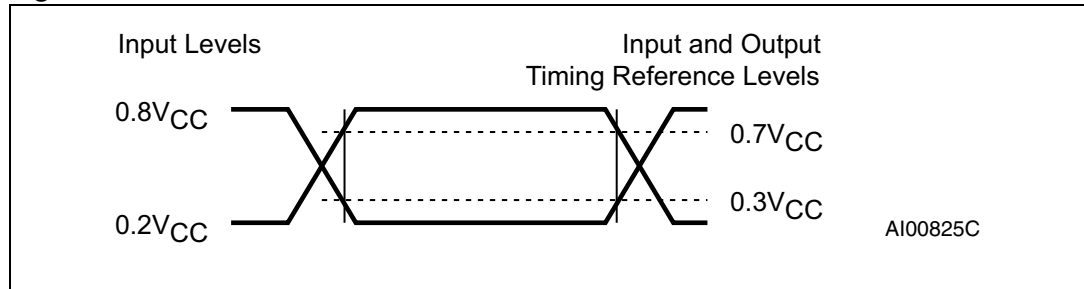 Input Levels
Input and Output
Timing Reference Levels
0.8VCC
0.7VCC
0.3VCC
0.2VCC
AI00825C